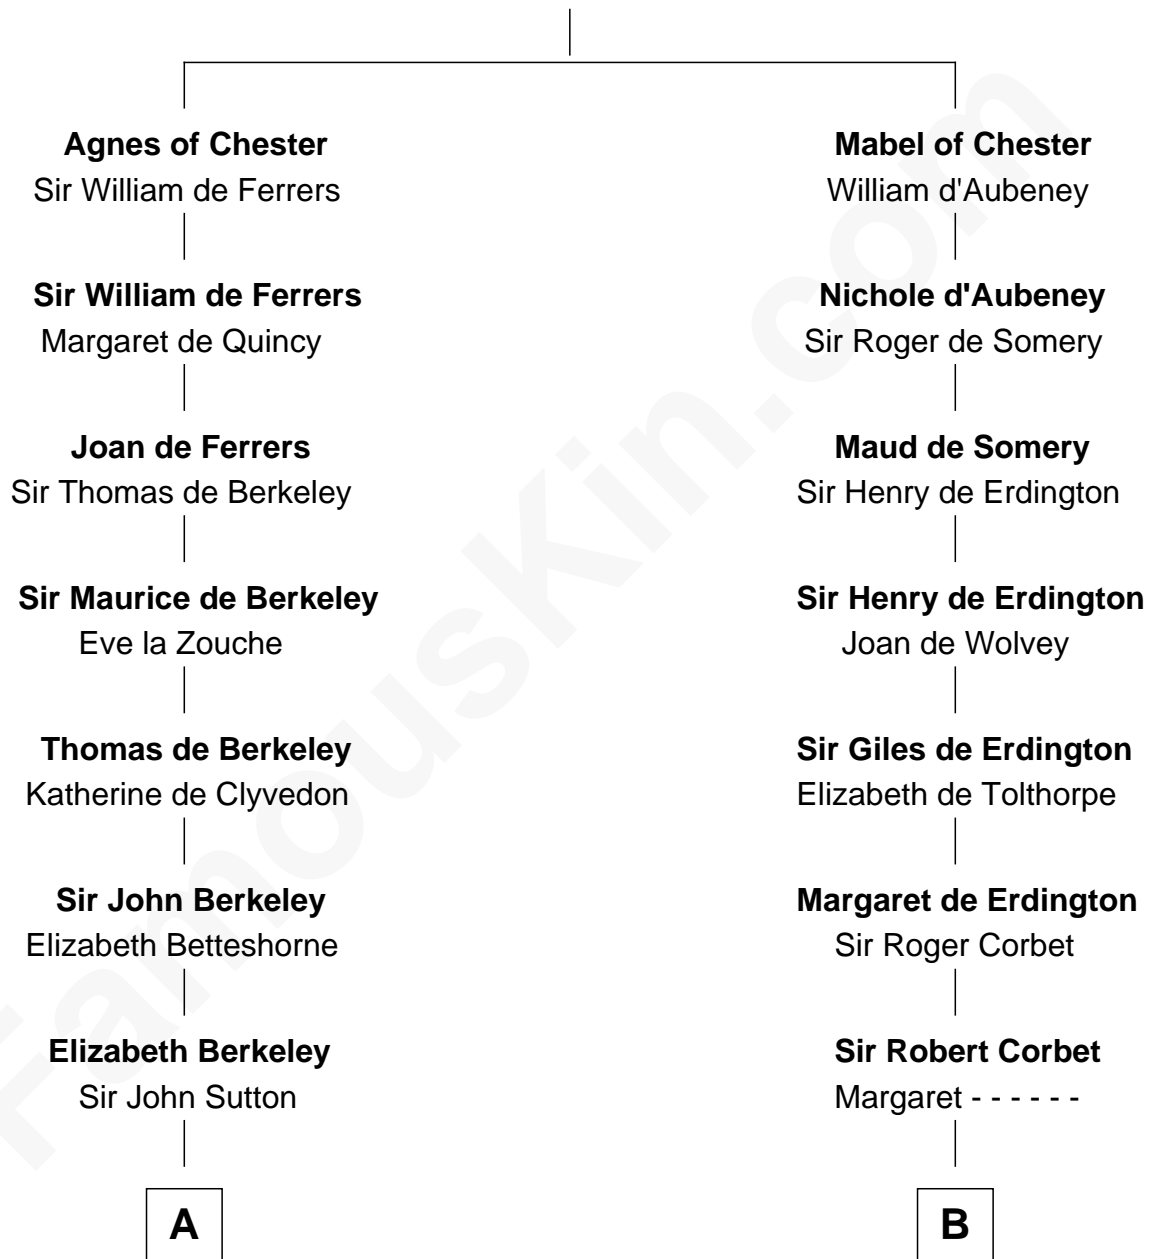 Agnes of Chester
Sir William de Ferrers
Mabel of Chester
William d'Aubeney
Sir William de Ferrers
Margaret de Quincy
Nichole d'Aubeney
Sir Roger de Somery
Joan de Ferrers
Sir Thomas de Berkeley
Maud de Somery
Sir Henry de Erdington
Sir Maurice de Berkeley
Eve la Zouche
Sir Henry de Erdington
Joan de Wolvey
Thomas de Berkeley
Katherine de Clyvedon
Sir Giles de Erdington
Elizabeth de Tolthorpe
Sir John Berkeley
Elizabeth Betteshorne
Margaret de Erdington
Sir Roger Corbet
Elizabeth Berkeley
Sir John Sutton
Sir Robert Corbet
Margaret - - - - - -
A
B
FamousKin.com